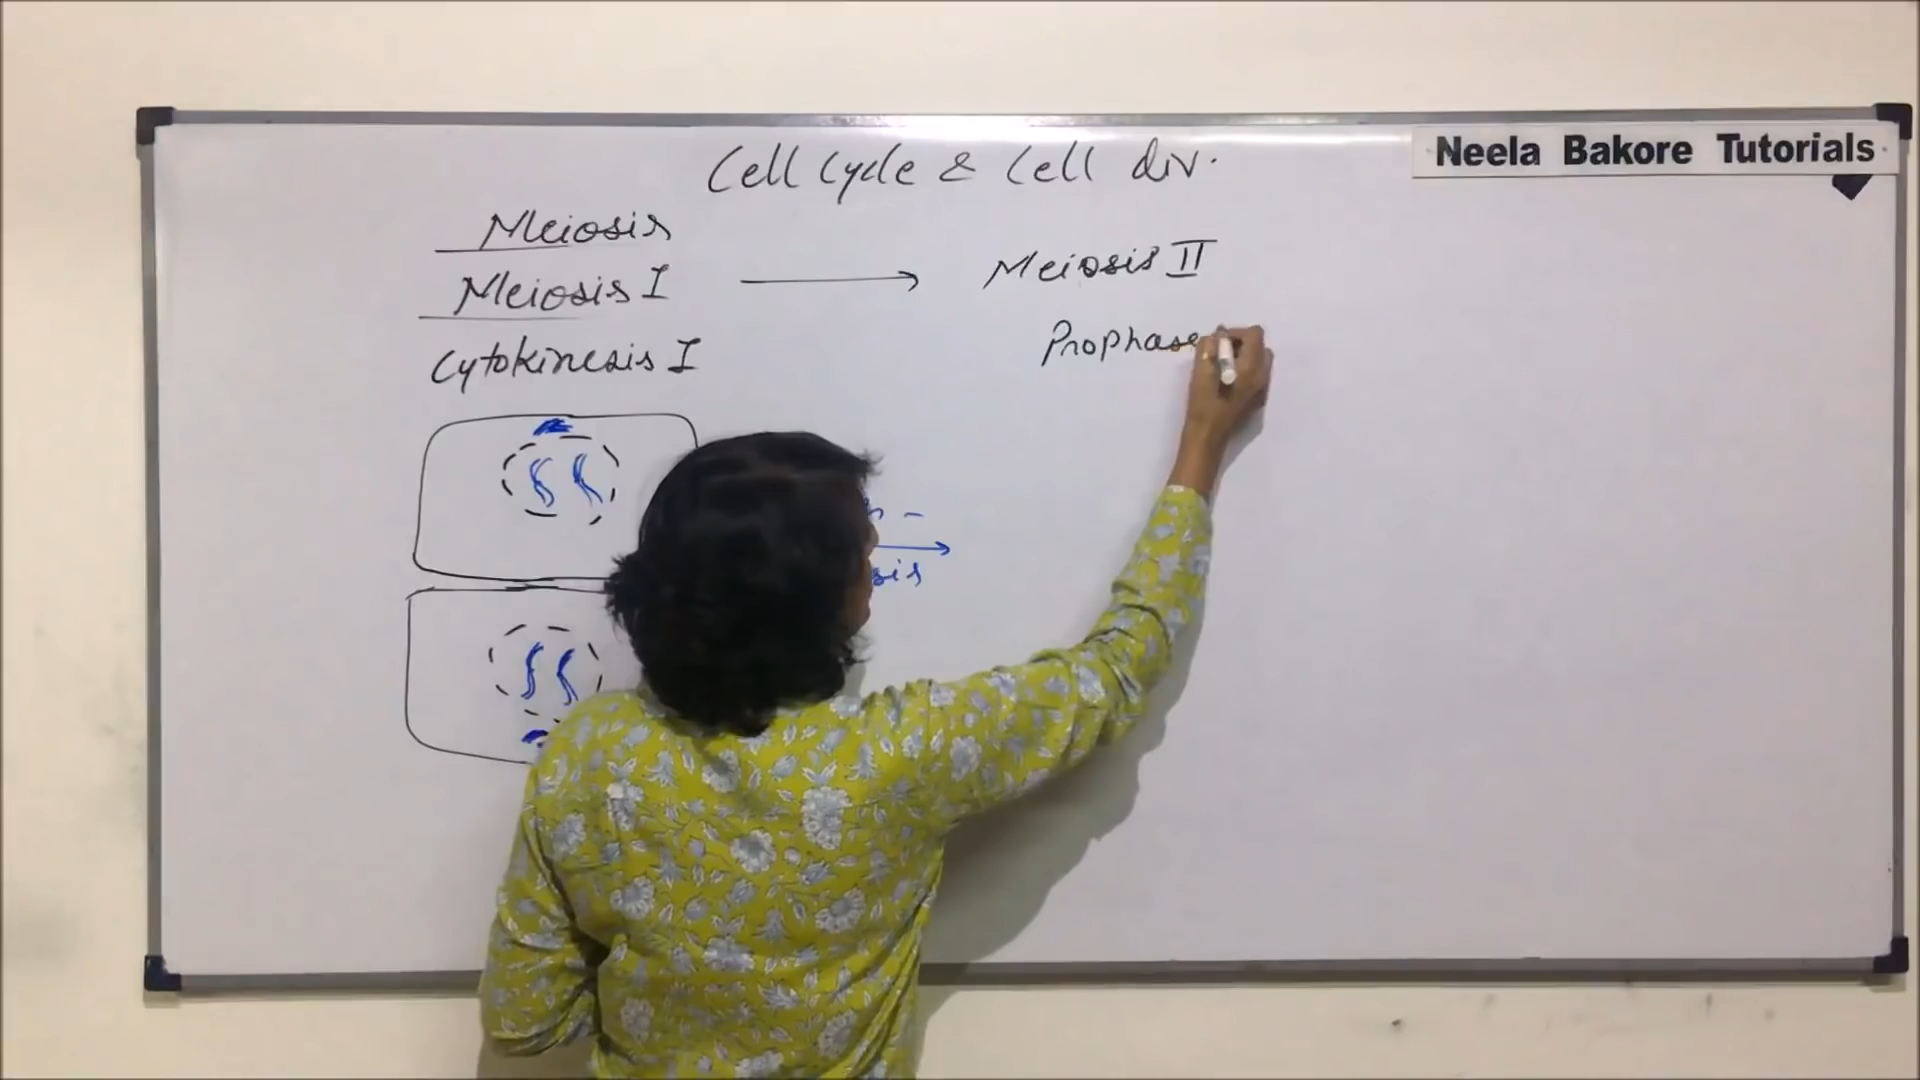 Neela Bakore Tutorials
Cell Cycle & Cell div.
Meiosis
Meiosis I
Meiosis II
Cytokinesis I
Prophase